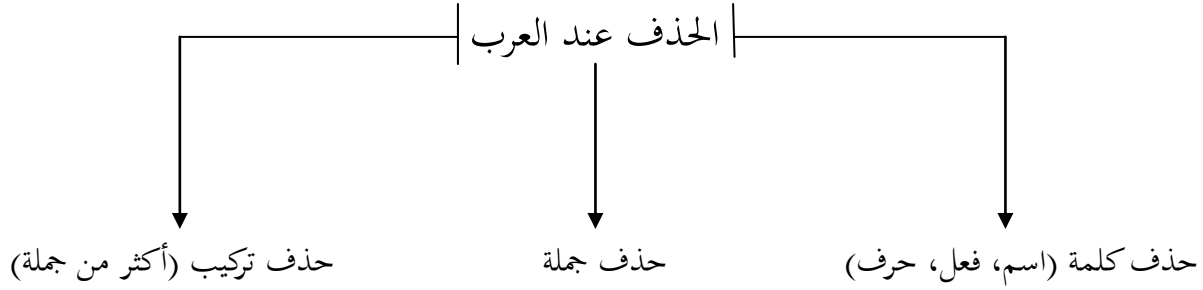 الحذف عند العرب
حذف كلمة (اسم، فعل، حرف)
حذف جملة
حذف تركيب (أكثر من جملة)